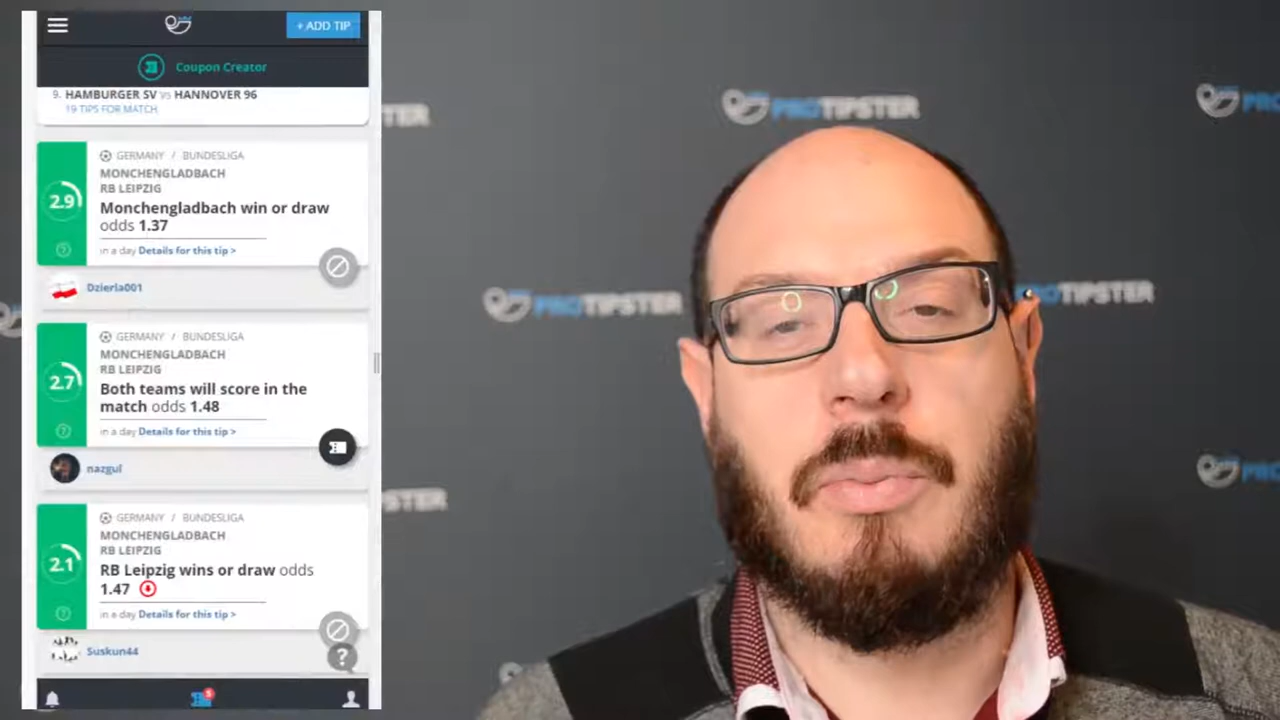 + ADD TIP
Coupon Creator
9. HAMBURGER SV vs HANNOVER 96
19 TIPS FOR MATCH
GERMANY / BUNDESLIGA
MONCHENGLADBACH
RB LEIPZIG
2.9
Monchengladbach win or draw
odds 1.37
in a day Details for this tip >
Dzierla001
GERMANY / BUNDESLIGA
MONCHENGLADBACH
RB LEIPZIG
2.7
Both teams will score in the
match odds 1.48
in a day Details for this tip >
nazgul
GERMANY / BUNDESLIGA
MONCHENGLADBACH
RB LEIPZIG
2.1
RB Leipzig wins or draw odds
1.47
in a day Details for this tip >
Suskun44
?
TER
PROTIPSTER
PRO
PROTIPSTER
PROTIPSTER
STER